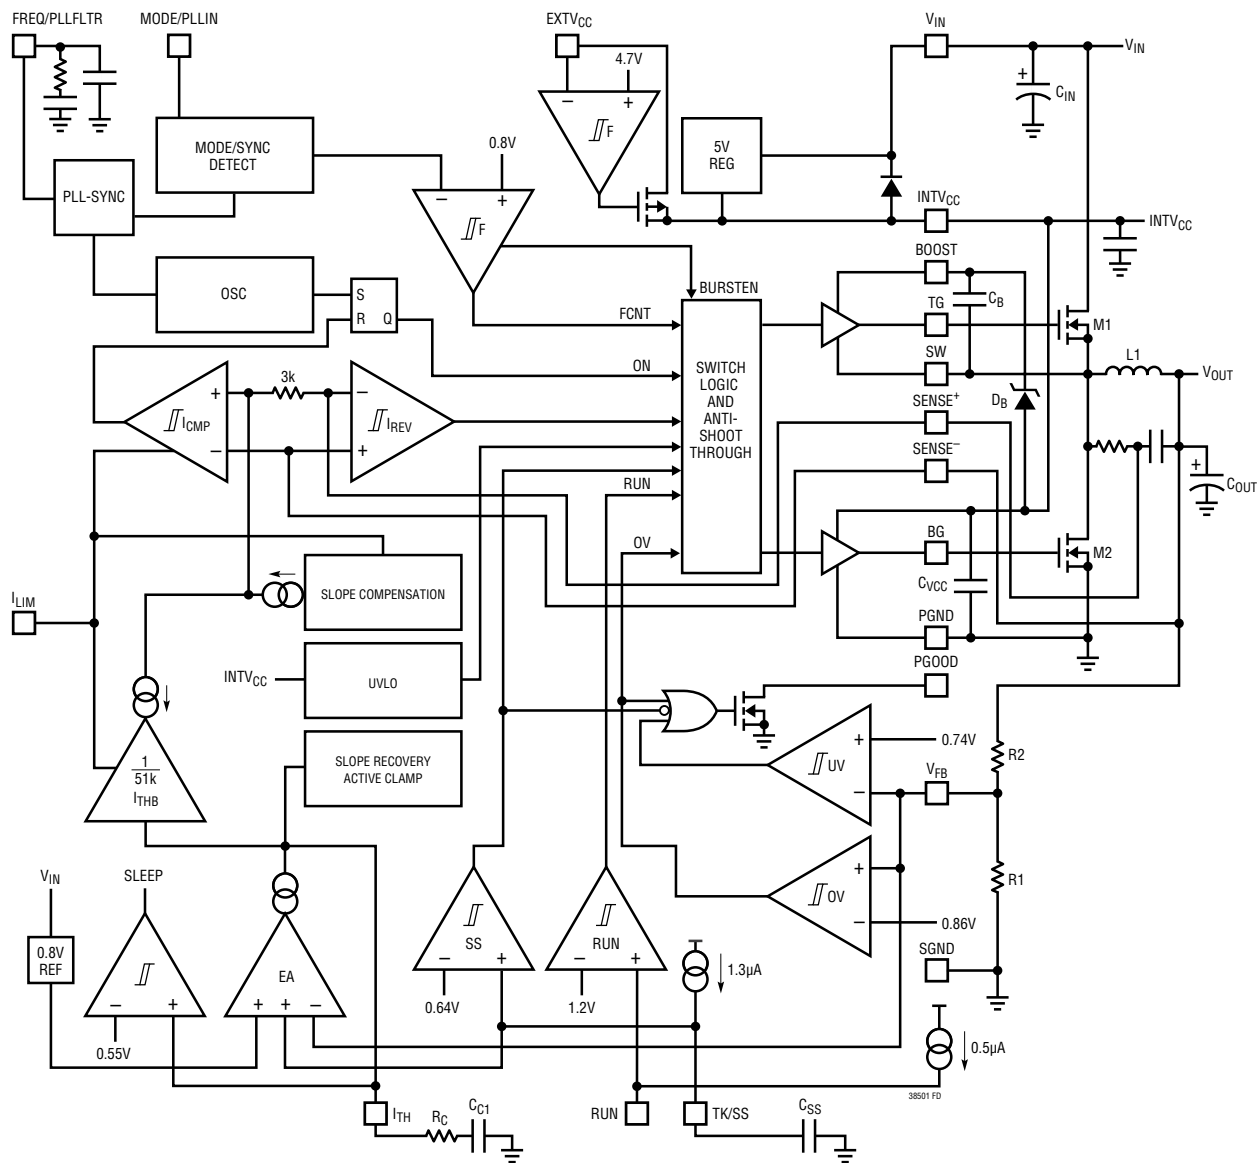 FREQ/PLLFLTR
MODE/PLLIN
EXTVCC
VIN
4.7V
VIN
+
CIN
−
+
F
MODE/SYNC
DETECT
0.8V
5V
REG
PLL-SYNC
−
+
F
INTVCC
INTVCC
BOOST
OSC
S
R
Q
BURSTEN
CB
FCNT
TG
M1
SWITCH
LOGIC
AND
ANTI-
SHOOT
THROUGH
ON
SW
L1
VOUT
3k
+
−
ICMP
−
+
IREV
SENSE+
DB
SENSE−
+
COUT
RUN
OV
BG
M2
CVCC
SLOPE COMPENSATION
ILIM
PGND
PGOOD
INTVCC
UVLO
+
0.74V
R2
UV
−
VFB
SLOPE RECOVERY
ACTIVE CLAMP
1
51k
ITHB
+
OV
−
0.86V
R1
VIN
SLEEP
SGND
0.8V
REF
EA
SS
RUN
1.3µA
−
+
+
+
−
−
+
−
+
0.64V
1.2V
0.55V
0.5µA
38501 FD
ITH
RC
CC1
RUN
TK/SS
CSS